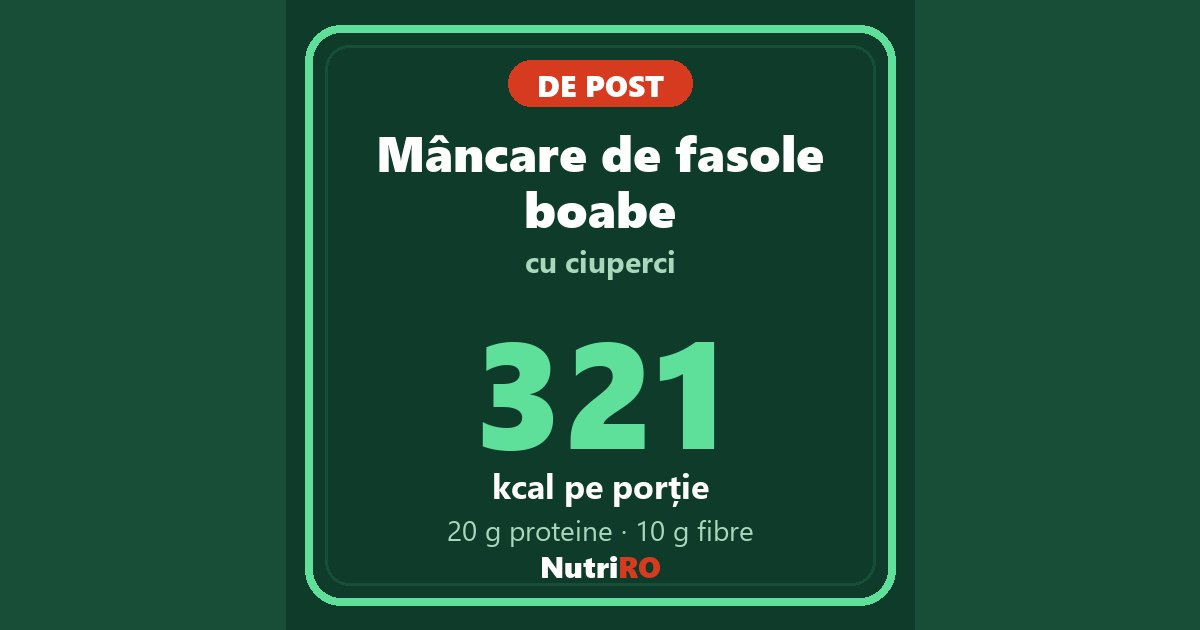 DE POST
Mâncare de fasole
boabe
cu ciuperci
321
kcal pe porție
20 g proteine · 10 g fibre
NutriRO